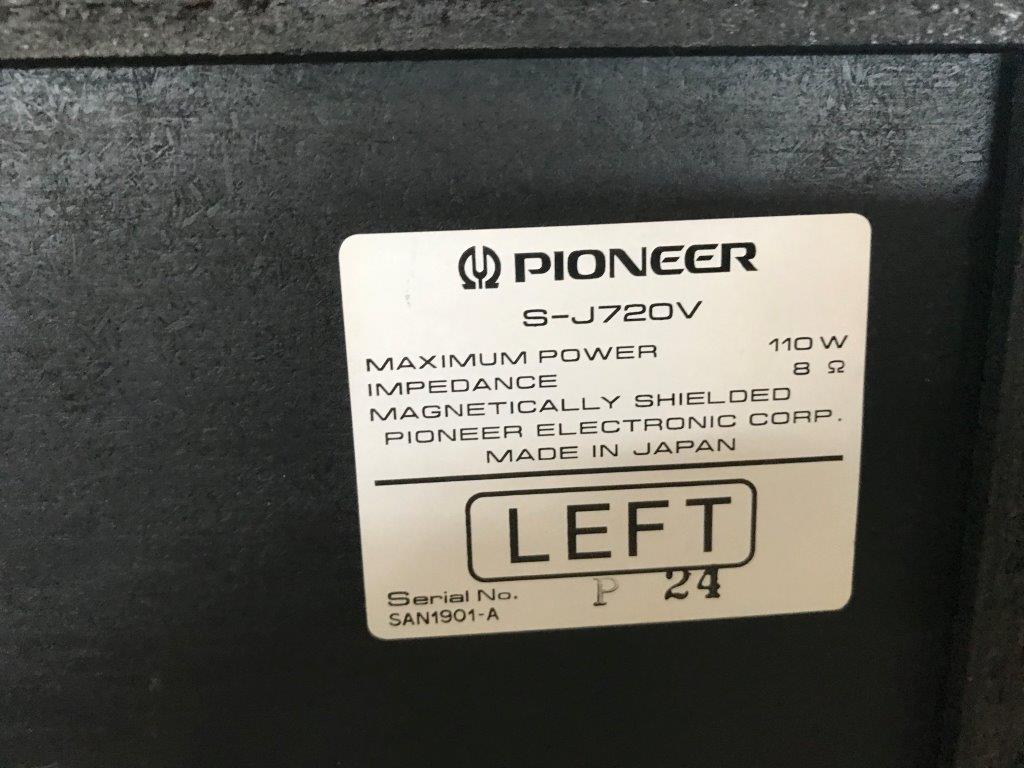 PIONEER
S-J720V
MAXIMUM POWER 110 W
IMPEDANCE 8 Ω
MAGNETICALLY SHIELDED
PIONEER ELECTRONIC CORP.
MADE IN JAPAN
LEFT
Serial No. P 24
SAN1901-A